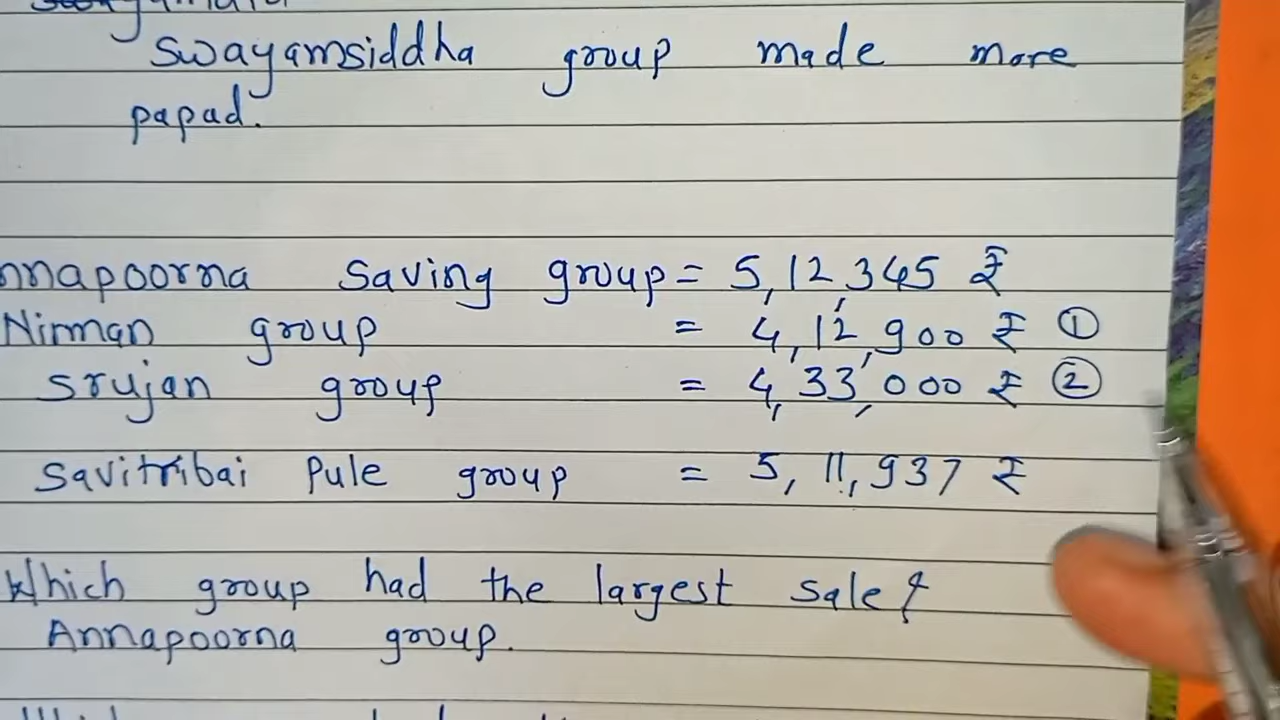 Swayamsiddha group made more
papad.
nnapoorna Saving group = 5,12,345 ₹
Nirman group = 4,12,900 ₹ ①
Srujan group = 4,33,000 ₹ ②
Savitribai Pule group = 5,11,937 ₹
Which group had the largest sale?
Annapoorna group.